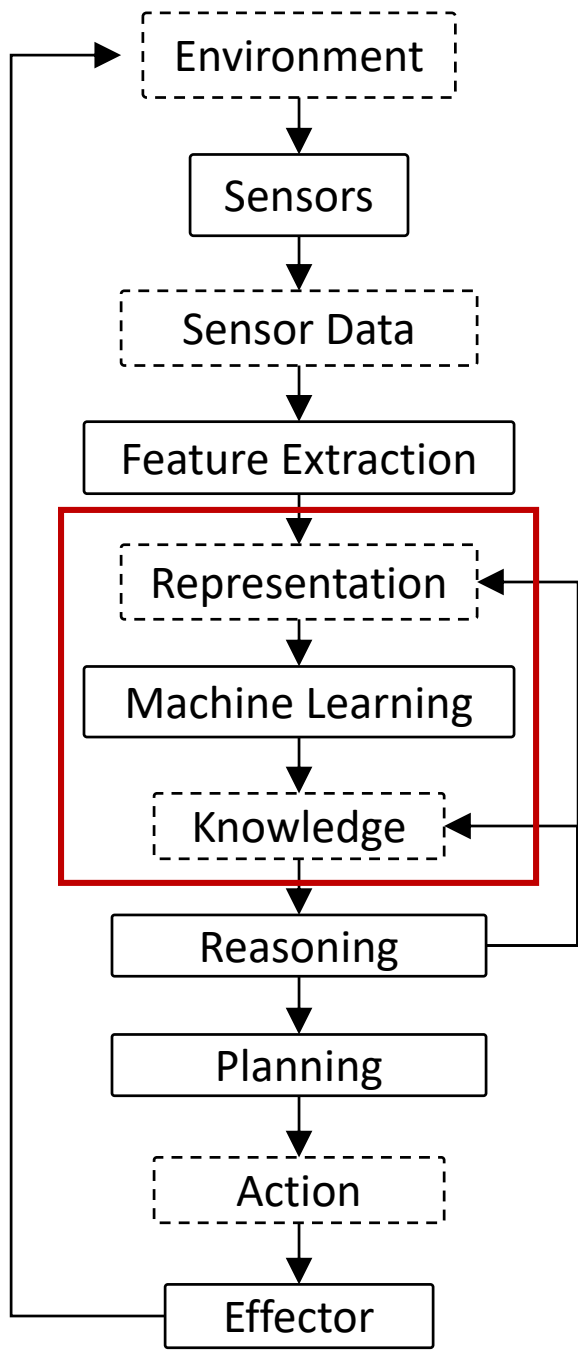 Environment
Sensors
Sensor Data
Feature Extraction
Representation
Machine Learning
Knowledge
Reasoning
Planning
Action
Effector